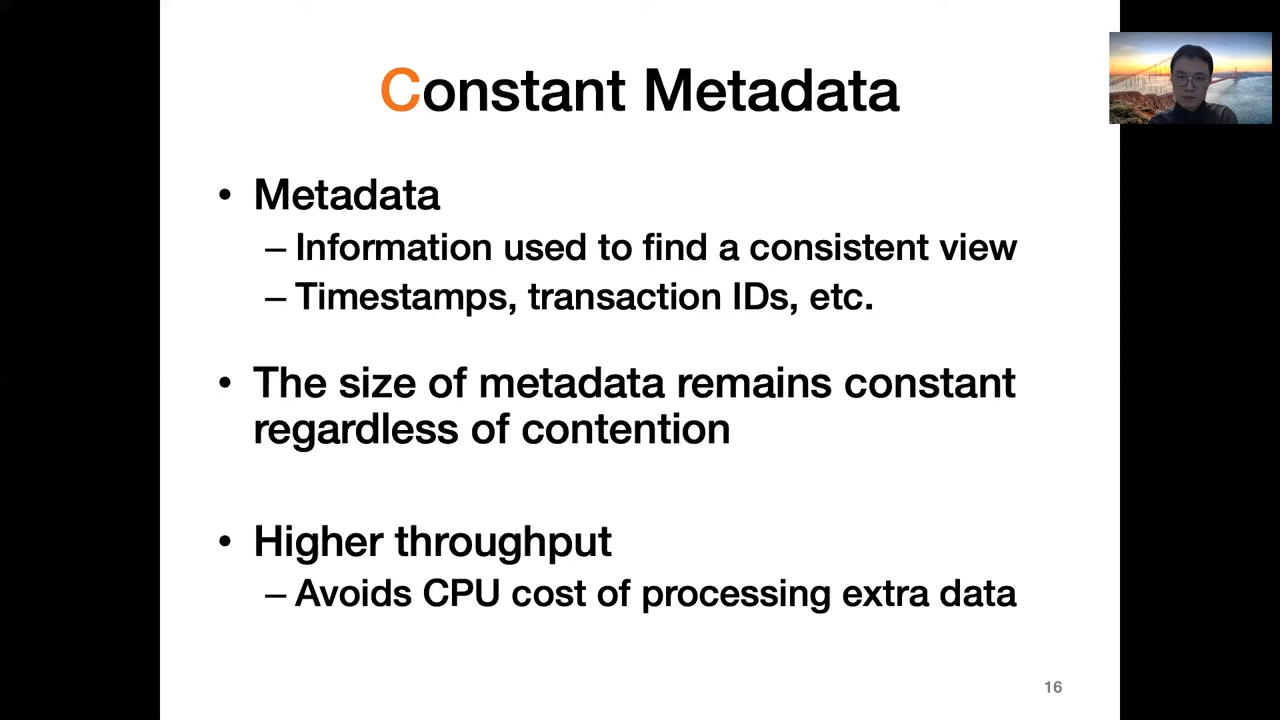 Constant Metadata
• Metadata
– Information used to find a consistent view
– Timestamps, transaction IDs, etc.
• The size of metadata remains constant
regardless of contention
• Higher throughput
– Avoids CPU cost of processing extra data
16